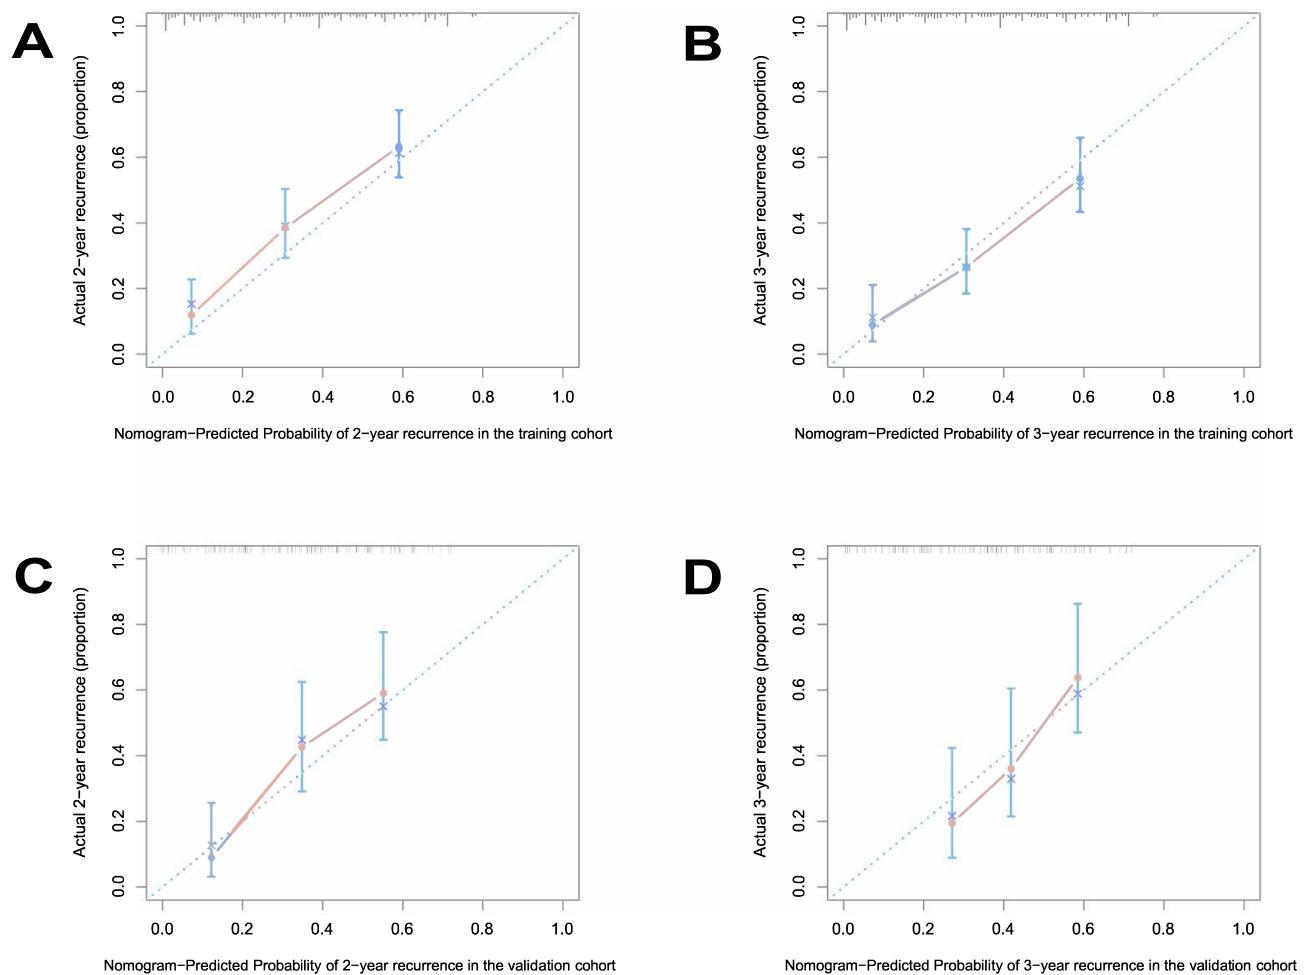 A
Actual 2−year recurrence (proportion)
1.0
0.8
0.6
0.4
0.2
0.0
0.0 0.2 0.4 0.6 0.8 1.0
Nomogram−Predicted Probability of 2−year recurrence in the training cohort
B
Actual 3−year recurrence (proportion)
1.0
0.8
0.6
0.4
0.2
0.0
0.0 0.2 0.4 0.6 0.8 1.0
Nomogram−Predicted Probability of 3−year recurrence in the training cohort
C
Actual 2−year recurrence (proportion)
1.0
0.8
0.6
0.4
0.2
0.0
0.0 0.2 0.4 0.6 0.8 1.0
Nomogram−Predicted Probability of 2−year recurrence in the validation cohort
D
Actual 3−year recurrence (proportion)
1.0
0.8
0.6
0.4
0.2
0.0
0.0 0.2 0.4 0.6 0.8 1.0
Nomogram−Predicted Probability of 3−year recurrence in the validation cohort